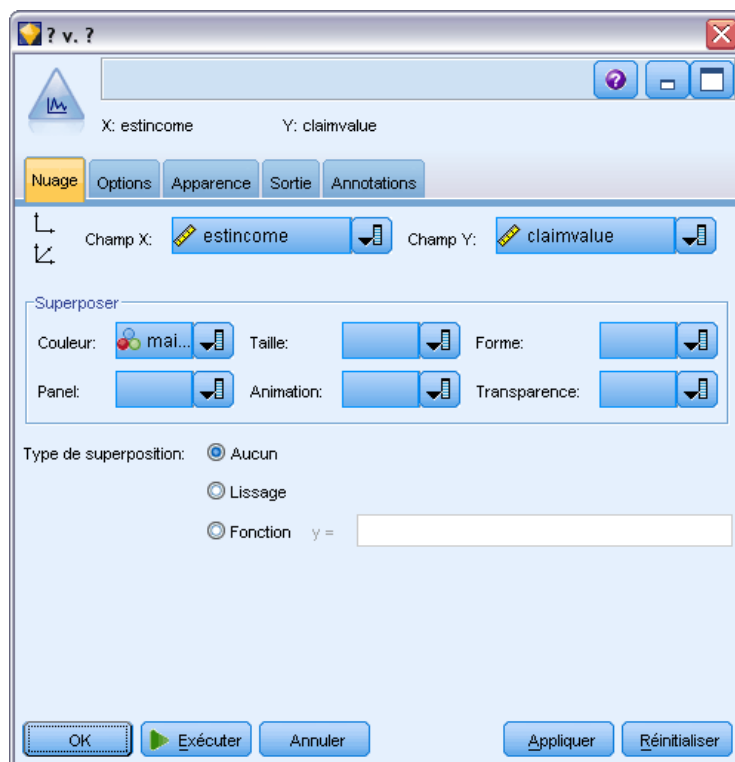 ? v. ?
X: estincome Y: claimvalue
Nuage Options Apparence Sortie Annotations
Champ X: estincome Champ Y: claimvalue
Superposer
Couleur: mai... Taille: Forme:
Panel: Animation: Transparence:
Type de superposition: Aucun
Lissage
Fonction y =
OK Exécuter Annuler Appliquer Réinitialiser